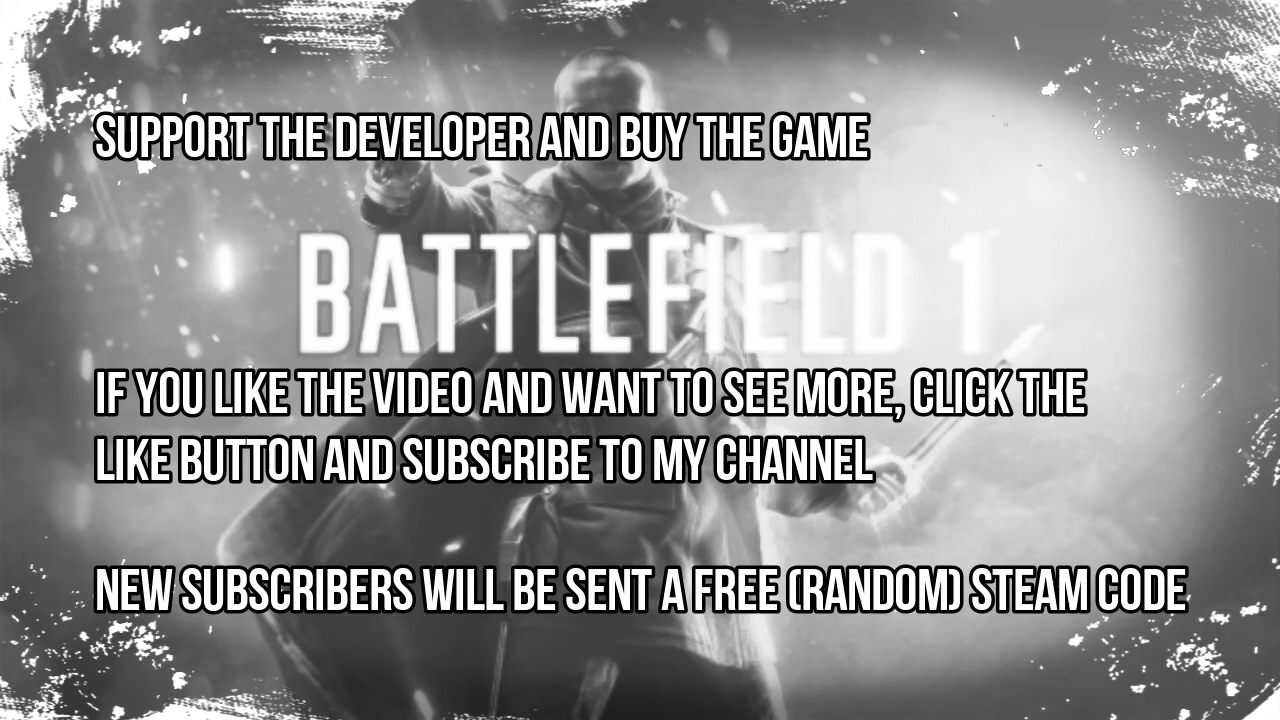 SUPPORT THE DEVELOPER AND BUY THE GAME
BATTLEFIELD 1
IF YOU LIKE THE VIDEO AND WANT TO SEE MORE, CLICK THE
LIKE BUTTON AND SUBSCRIBE TO MY CHANNEL
NEW SUBSCRIBERS WILL BE SENT A FREE (RANDOM) STEAM CODE